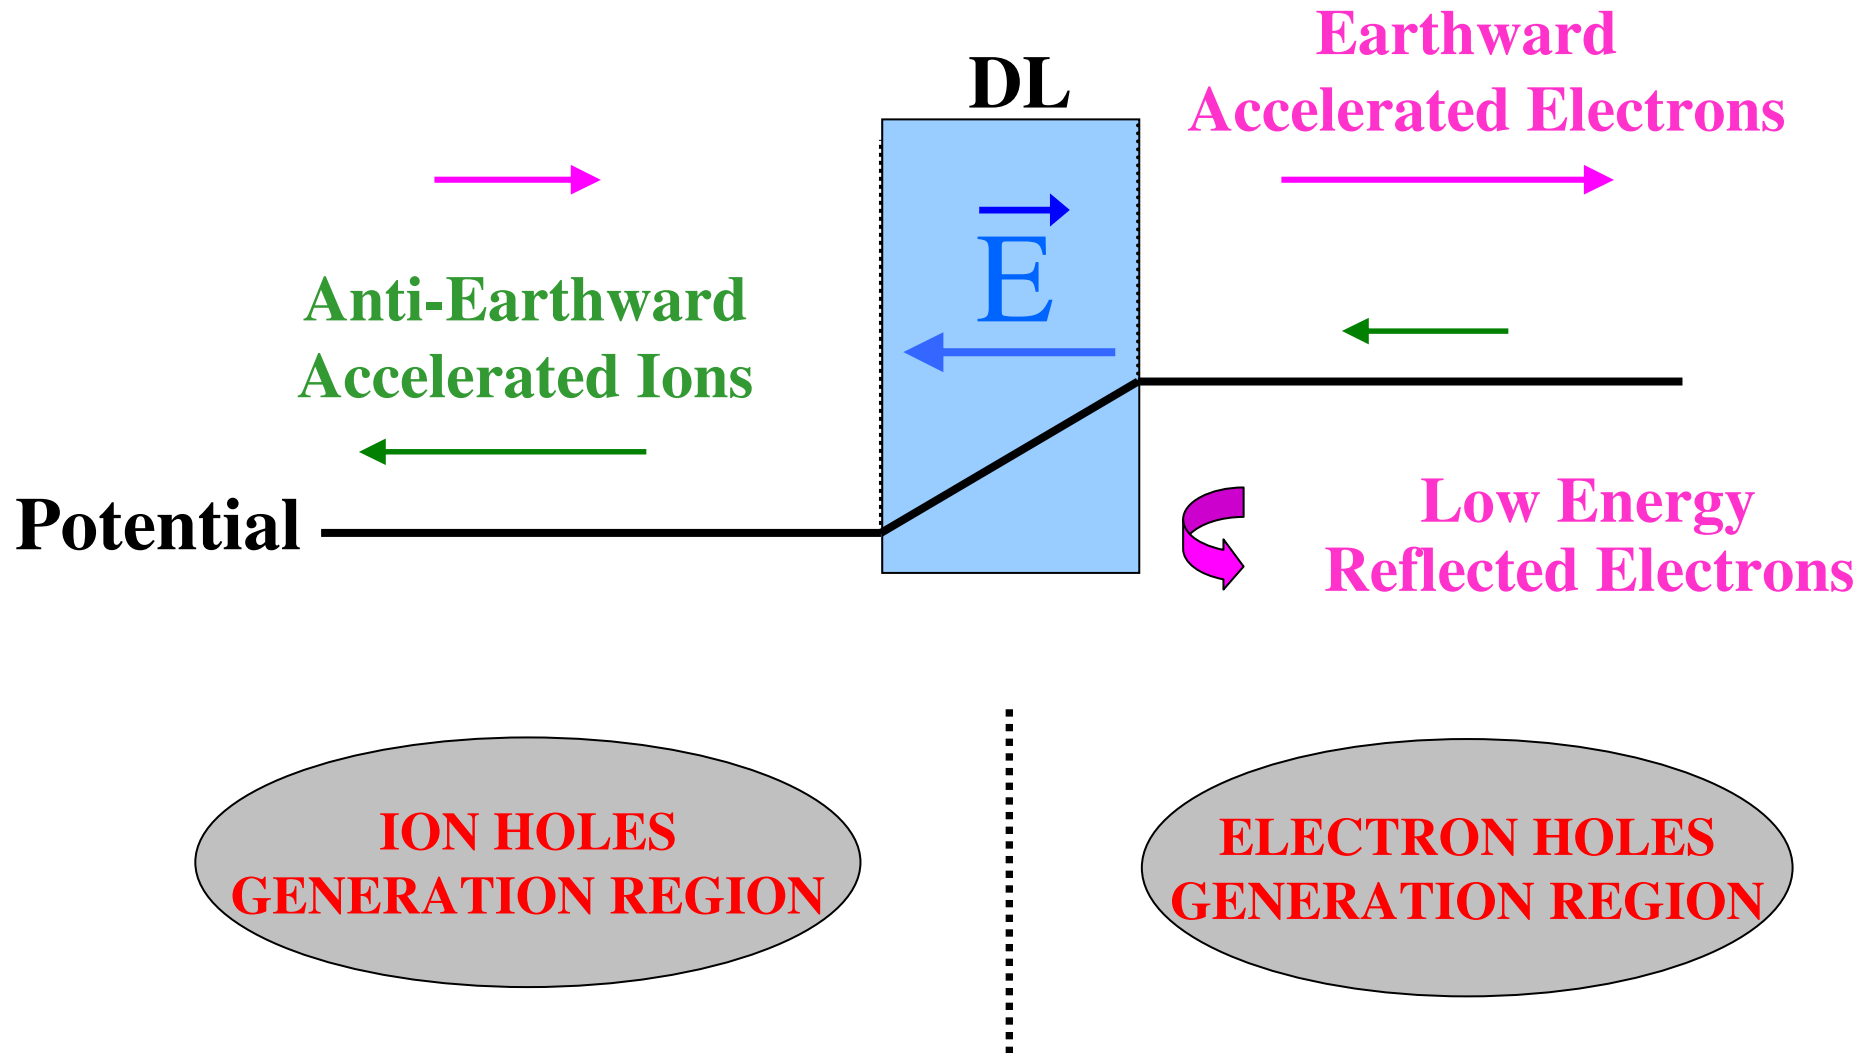 Earthward
Accelerated Electrons
DL
E
Anti-Earthward
Accelerated Ions
Potential
Low Energy
Reflected Electrons
ION HOLES
GENERATION REGION
ELECTRON HOLES
GENERATION REGION